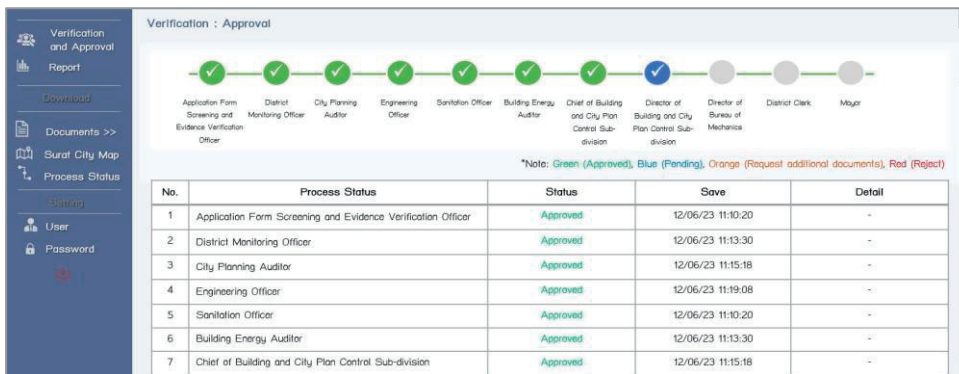 Verification : Approval
Verification
and Approval
Report
Download
Documents >>
Surat City Map
Process Status
Setting
User
Password
Application Form
Screening and
Evidence Verification
Officer
District
Monitoring Officer
City Planning
Auditor
Engineering
Officer
Sanitation Officer
Building Energy
Auditor
Chief of Building
and City Plan
Control Sub-
division
Director of
Building and City
Plan Control Sub-
division
Director of
Bureau of
Mechanics
District Clerk
Mayor
*Note: Green (Approved), Blue (Pending), Orange (Request additional documents), Red (Reject)
No. Process Status Status Save Detail
1 Application Form Screening and Evidence Verification Officer Approved 12/06/23 11:10:20 -
2 District Monitoring Officer Approved 12/06/23 11:13:30 -
3 City Planning Auditor Approved 12/06/23 11:15:18 -
4 Engineering Officer Approved 12/06/23 11:19:08 -
5 Sanitation Officer Approved 12/06/23 11:10:20 -
6 Building Energy Auditor Approved 12/06/23 11:13:30 -
7 Chief of Building and City Plan Control Sub-division Approved 12/06/23 11:15:18 -